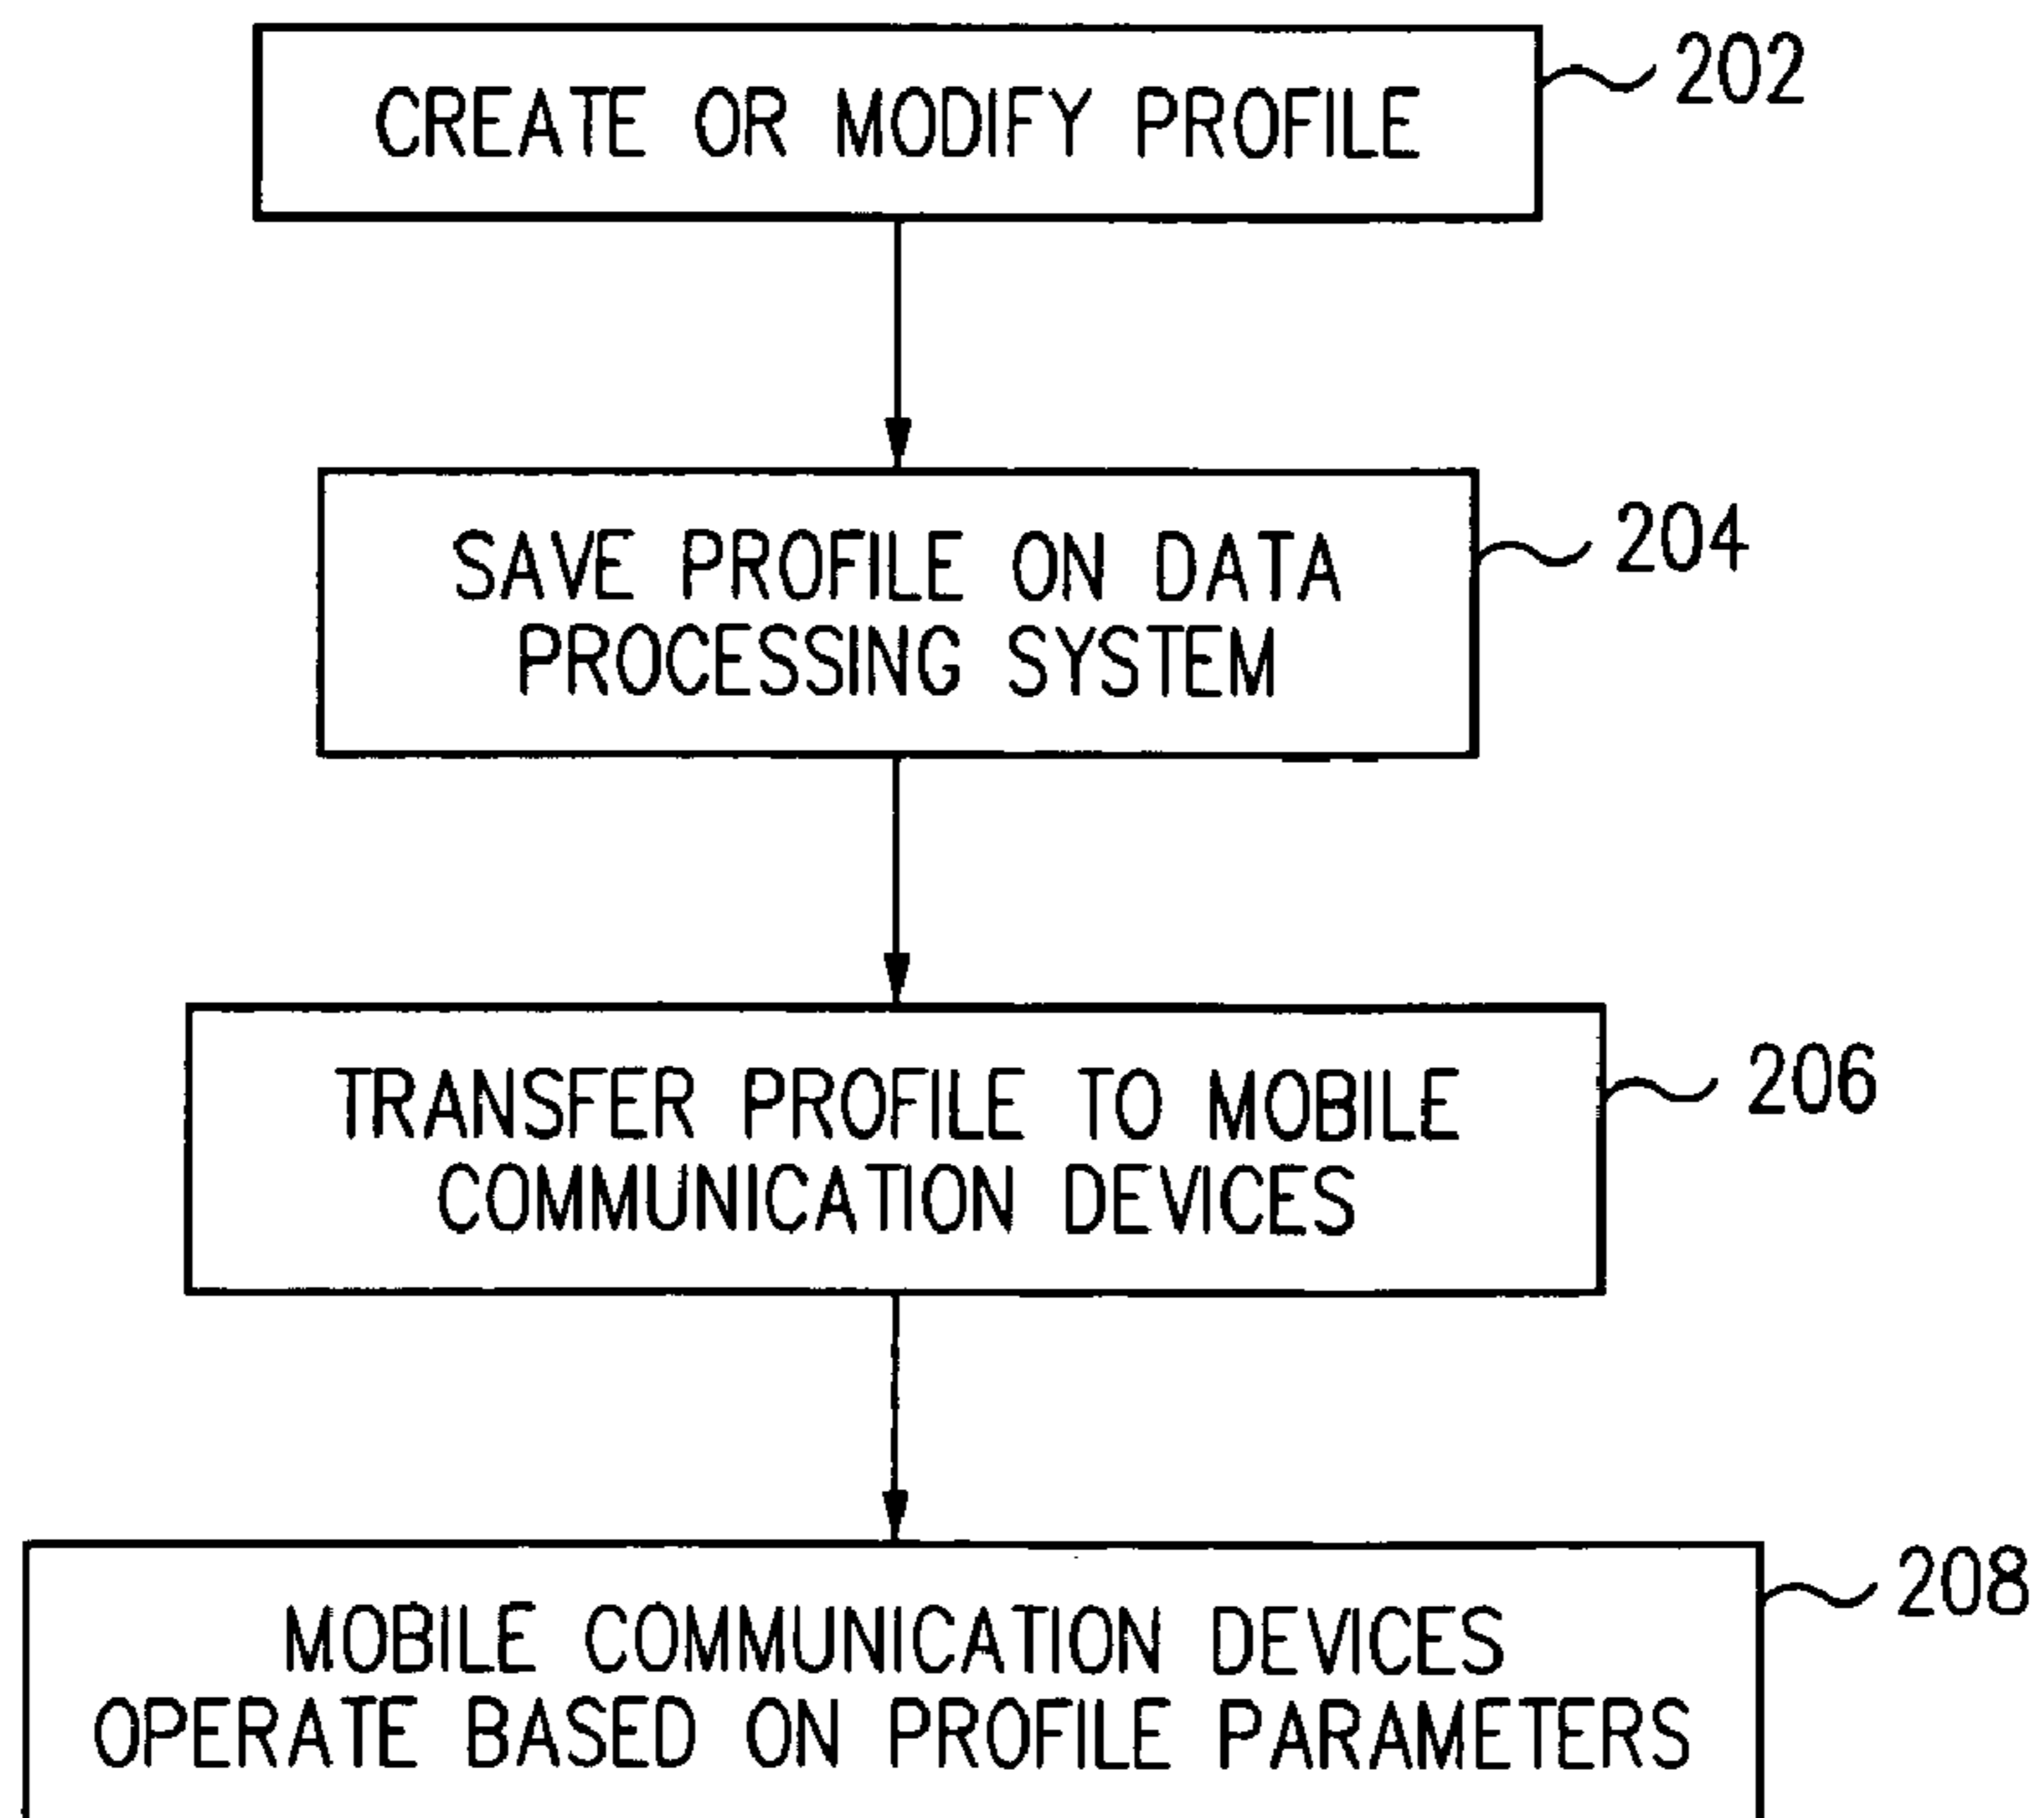 CREATE OR MODIFY PROFILE
202
SAVE PROFILE ON DATA
PROCESSING SYSTEM
204
TRANSFER PROFILE TO MOBILE
COMMUNICATION DEVICES
206
MOBILE COMMUNICATION DEVICES
OPERATE BASED ON PROFILE PARAMETERS
208